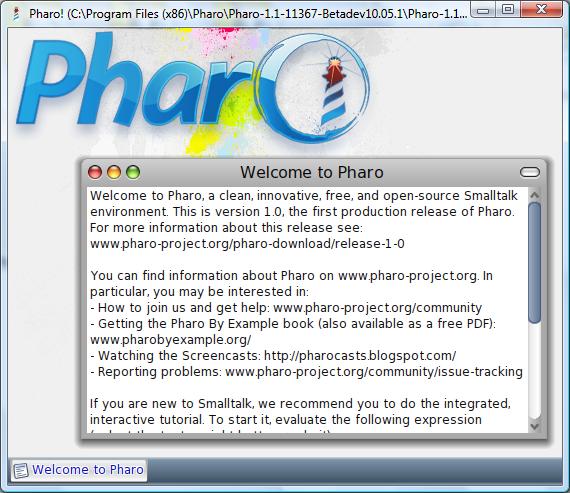 Pharo! (C:\Program Files (x86)\Pharo\Pharo-1.1-11367-Betadev10.05.1\Pharo-1.1...
Pharo
Welcome to Pharo
Welcome to Pharo, a clean, innovative, free, and open-source Smalltalk
environment. This is version 1.0, the first production release of Pharo.
For more information about this release see:
www.pharo-project.org/pharo-download/release-1-0
You can find information about Pharo on www.pharo-project.org. In
particular, you may be interested in:
- How to join us and get help: www.pharo-project.org/community
- Getting the Pharo By Example book (also available as a free PDF):
www.pharobyexample.org/
- Watching the Screencasts: http://pharocasts.blogspot.com/
- Reporting problems: www.pharo-project.org/community/issue-tracking
If you are new to Smalltalk, we recommend you to do the integrated,
interactive tutorial. To start it, evaluate the following expression
Welcome to Pharo